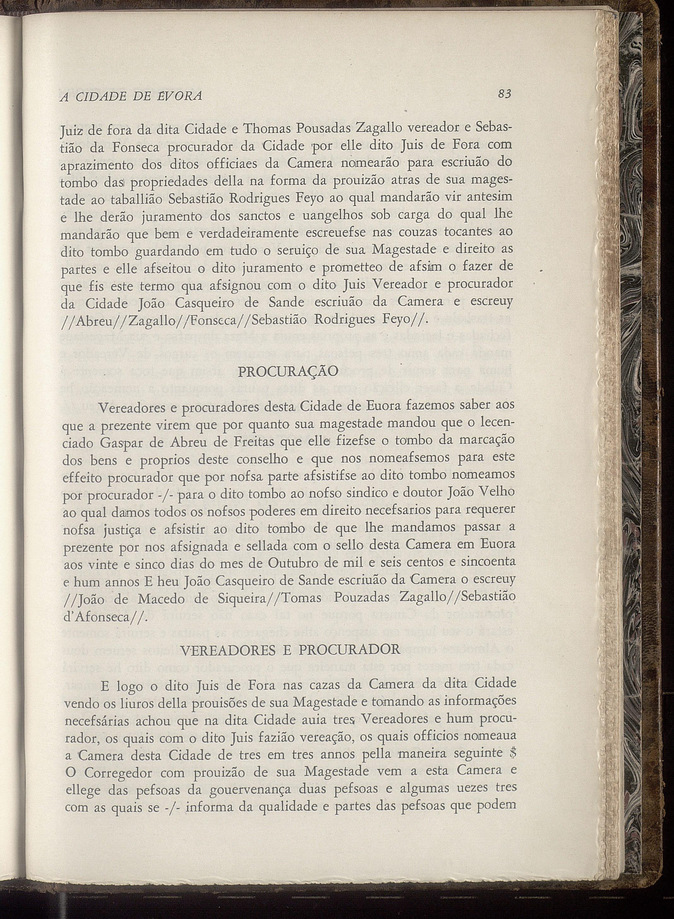 A CIDADE DE ÉVORA 83
Juiz de fora da dita Cidade e Thomas Pousadas Zagallo vereador e Sebas-
tião da Fonseca procurador da Cidade por elle dito Juis de Fora com
aprazimento dos ditos officiaes da Camera nomearão para escriuão do
tombo das propriedades della na forma da prouizão atras de sua mages-
tade ao taballião Sebastião Rodrigues Feyo ao qual mandarão vir antesim
e lhe derão juramento dos sanctos e uangelhos sob carga do qual lhe
mandarão que bem e verdadeiramente escreuefse nas couzas tocantes ao
dito tombo guardando em tudo o seruiço de sua Magestade e direito as
partes e elle afseitou o dito juramento e prometteo de afsim o fazer de
que fis este termo qua afsignou com o dito Juis Vereador e procurador
da Cidade João Casqueiro de Sande escriuão da Camera e escreuy
//Abreu//Zagallo//Fonseca//Sebastião Rodrigues Feyo//.
PROCURAÇÃO
Vereadores e procuradores desta Cidade de Euora fazemos saber aos
que a prezente virem que por quanto sua magestade mandou que o lecen-
ciado Gaspar de Abreu de Freitas que elle fizefse o tombo da marcação
dos bens e proprios deste conselho e que nos nomeafsemos para este
effeito procurador que por nofsa parte afsistifse ao dito tombo nomeamos
por procurador -/- para o dito tombo ao nofso sindico e doutor João Velho
ao qual damos todos os nofsos poderes em direito necefsarios para requerer
nofsa justiça e afsistir ao dito tombo de que lhe mandamos passar a
prezente por nos afsignada e sellada com o sello desta Camera em Euora
aos vinte e sinco dias do mes de Outubro de mil e seis centos e sincoenta
e hum annos E heu João Casqueiro de Sande escriuão da Camera o escreuy
//João de Macedo de Siqueira//Tomas Pouzadas Zagallo//Sebastião
d'Afonseca//.
VEREADORES E PROCURADOR
E logo o dito Juis de Fora nas cazas da Camera da dita Cidade
vendo os liuros della prouisões de sua Magestade e tomando as informações
necefsárias achou que na dita Cidade auia tres Vereadores e hum procu-
rador, os quais com o dito Juis fazião vereação, os quais officios nomeaua
a Camera desta Cidade de tres em tres annos pella maneira seguinte $
O Corregedor com prouizão de sua Magestade vem a esta Camera e
ellege das pefsoas da gouervenança duas pefsoas e algumas uezes tres
com as quais se -/- informa da qualidade e partes das pefsoas que podem